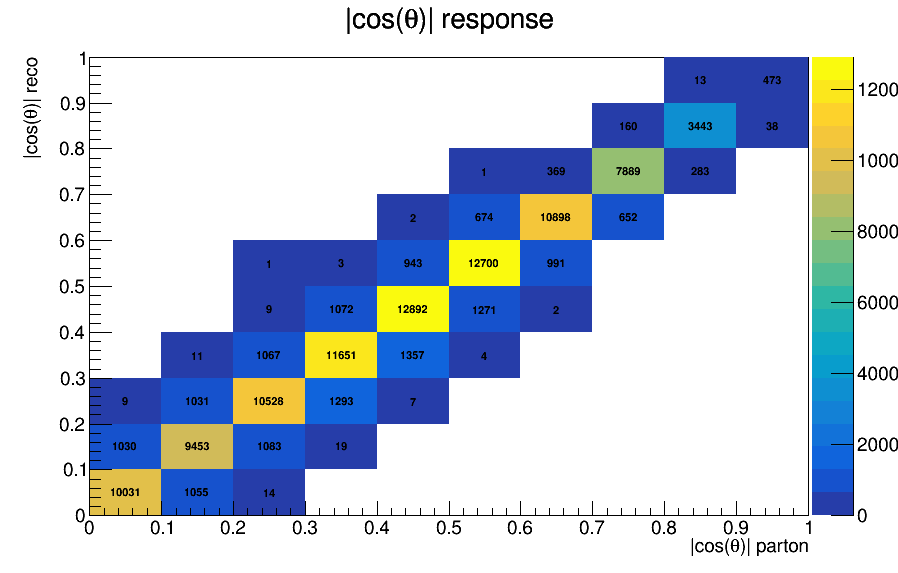 |cos(θ)| response
|cos(θ)| reco
1
0.9
0.8
0.7
0.6
0.5
0.4
0.3
0.2
0.1
0
13 473
160 3443 38
1 369 7889 283
2 674 10898 652
1 3 943 12700 991
9 1072 12892 1271 2
11 1067 11651 1357 4
9 1031 10528 1293 7
1030 9453 1083 19
10031 1055 14
0 0.1 0.2 0.3 0.4 0.5 0.6 0.7 0.8 0.9 1
|cos(θ)| parton
1200
1000
8000
6000
4000
2000
0